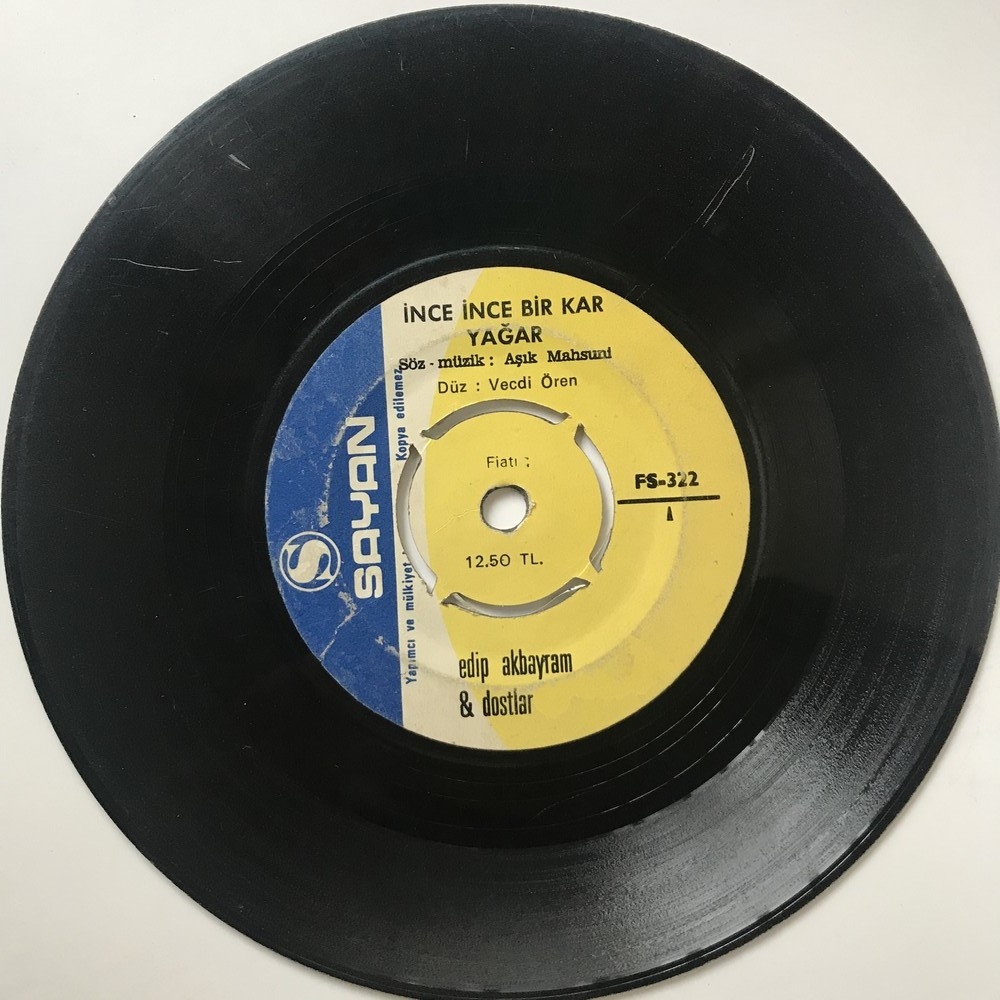 İNCE İNCE BİR KAR
YAĞAR
Söz - müzik : Aşık Mahsuni
Düz : Vecdi Ören
Fiatı :
12.50 TL.
FS-322
A
edip akbayram
& dostlar
S SAYAN
Yapımcı ve mülkiyet
Kopya edilemez